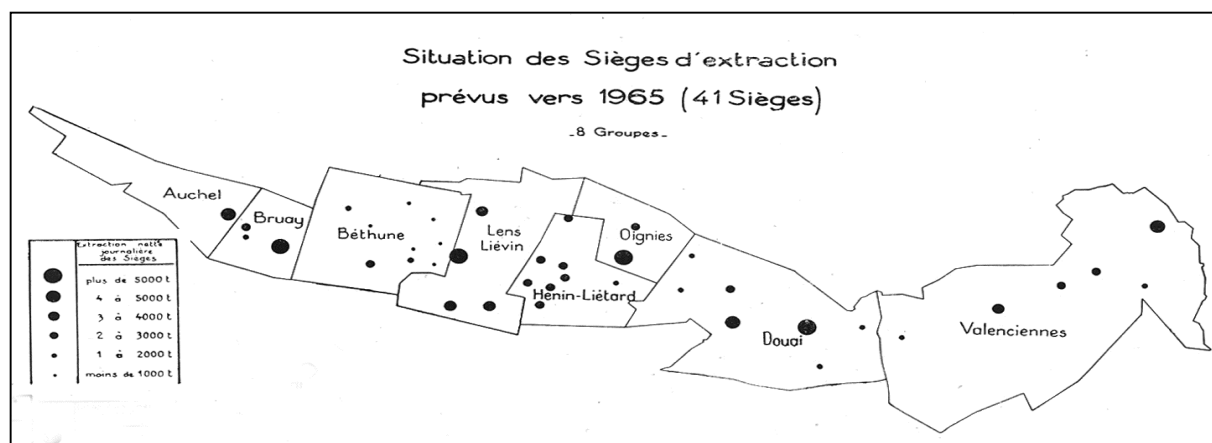 Situation des Sièges d'extraction
prévus vers 1965 (41 Sièges)
_8 Groupes_
Auchel
Bruay
Béthune
Lens
Liévin
Oignies
Henin-Liétard
Douai
Valenciennes
Extraction nette
journalière
des Sièges
plus de 5000 t
4 à 5000 t
3 à 4000 t
2 à 3000 t
1 à 2000 t
moins de 1000 t